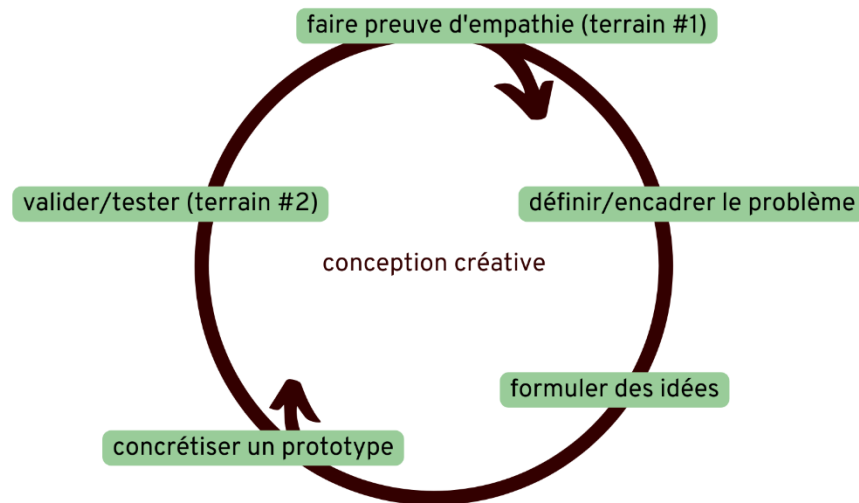 faire preuve d'empathie (terrain #1)
valider/tester (terrain #2)
définir/encadrer le problème
conception créative
formuler des idées
concrétiser un prototype